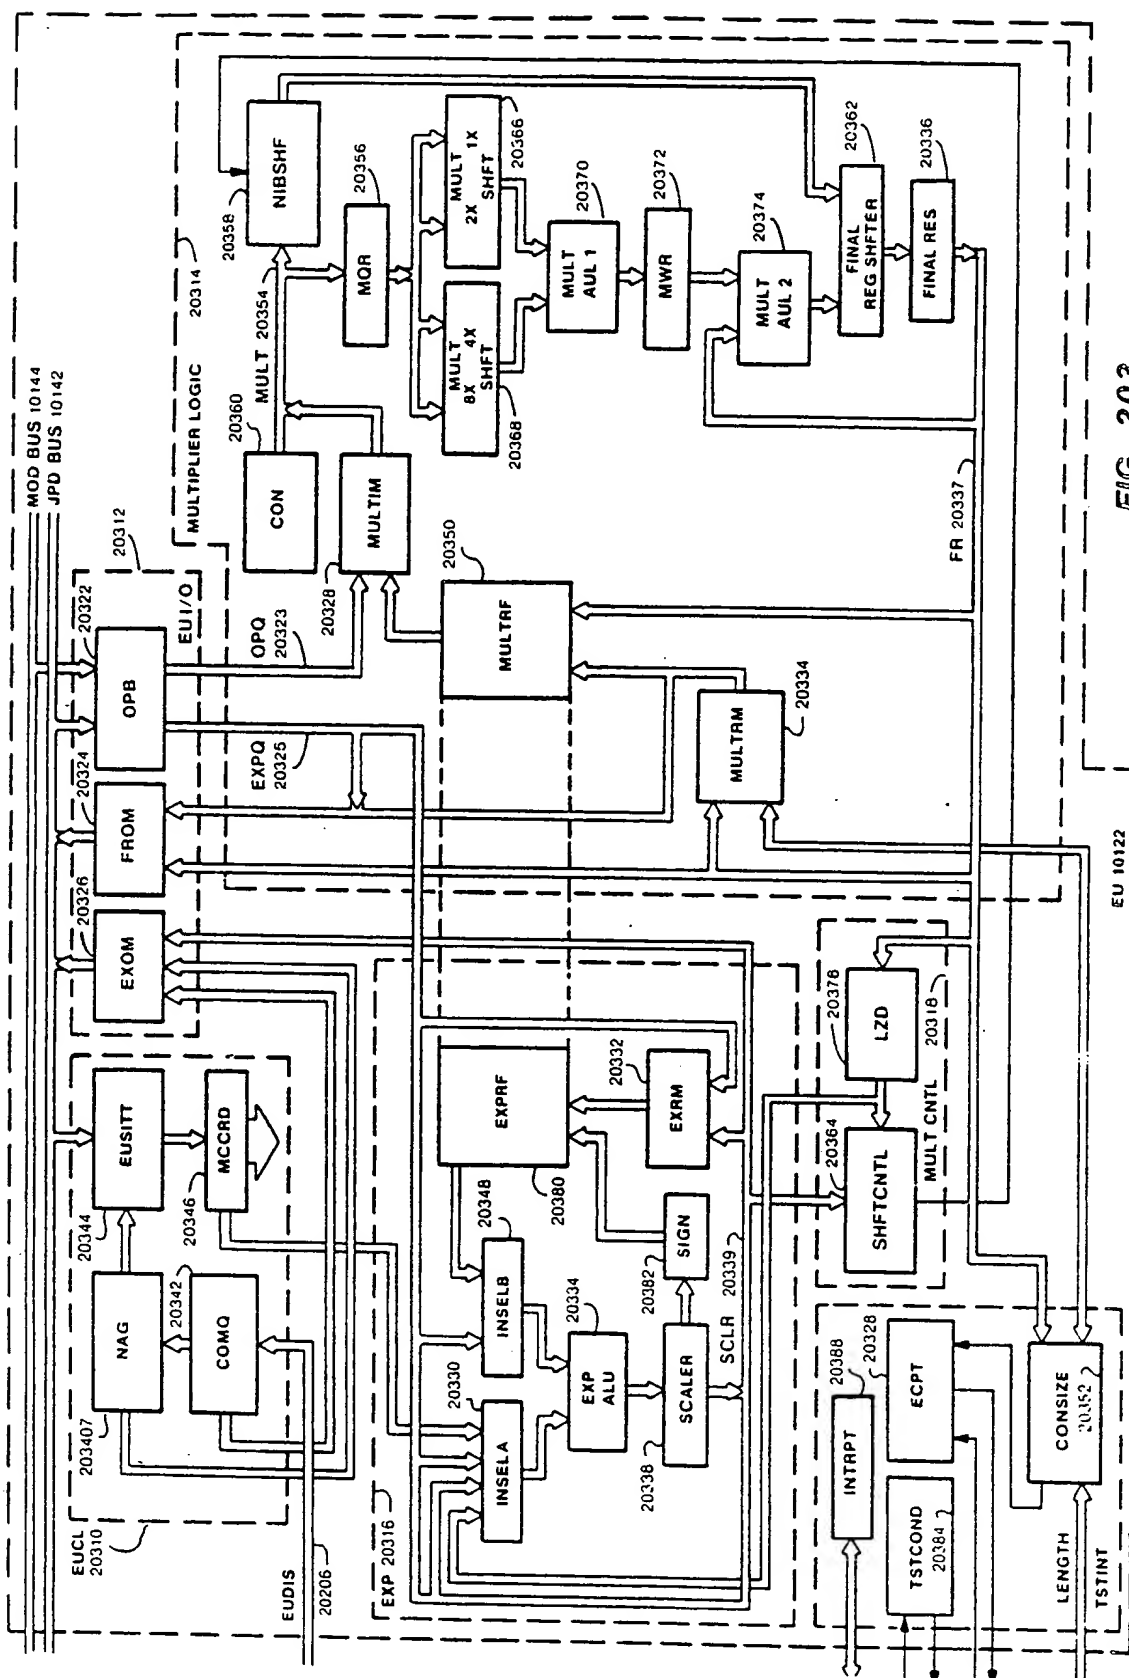 MOD BUS 10144
JPD BUS 10142
EUCL
20310
NAG
203407
EUSITT
20344
COMQ
20342
MCCRD
20346
EUDIS
20206
EXOM
20326
FROM
20324
OPB
20322
20312
EU I/O
EXPQ
20325
OPQ
20323
MULTIPLIER LOGIC
20314
CON
20360
MULT 20354
NIBSHF
20358
MULTIM
20328
MQR
20356
MULT
8X 4X
SHFT
20368
MULT
2X 1X
SHFT
20366
MULT
AUL 1
20370
MWR
20372
MULT
AUL 2
20374
FINAL
REG SHFTER
20362
FINAL RES
20336
FR 20337
MULTRF
20350
MULTRM
20334
EXP 20316
EXPRF
20380
INSELA
20330
INSELB
20348
EXP
ALU
20334
EXRM
20332
SCALER
20338
SIGN
20382
SCLR
20339
SHFTCNTL
20364
LZD
20376
MULT CNTL
20318
INTRPT
20388
TSTCOND
20384
ECPT
20328
CONSIZE
20352
LENGTH
TSTINT
EU 10122
FIG 203